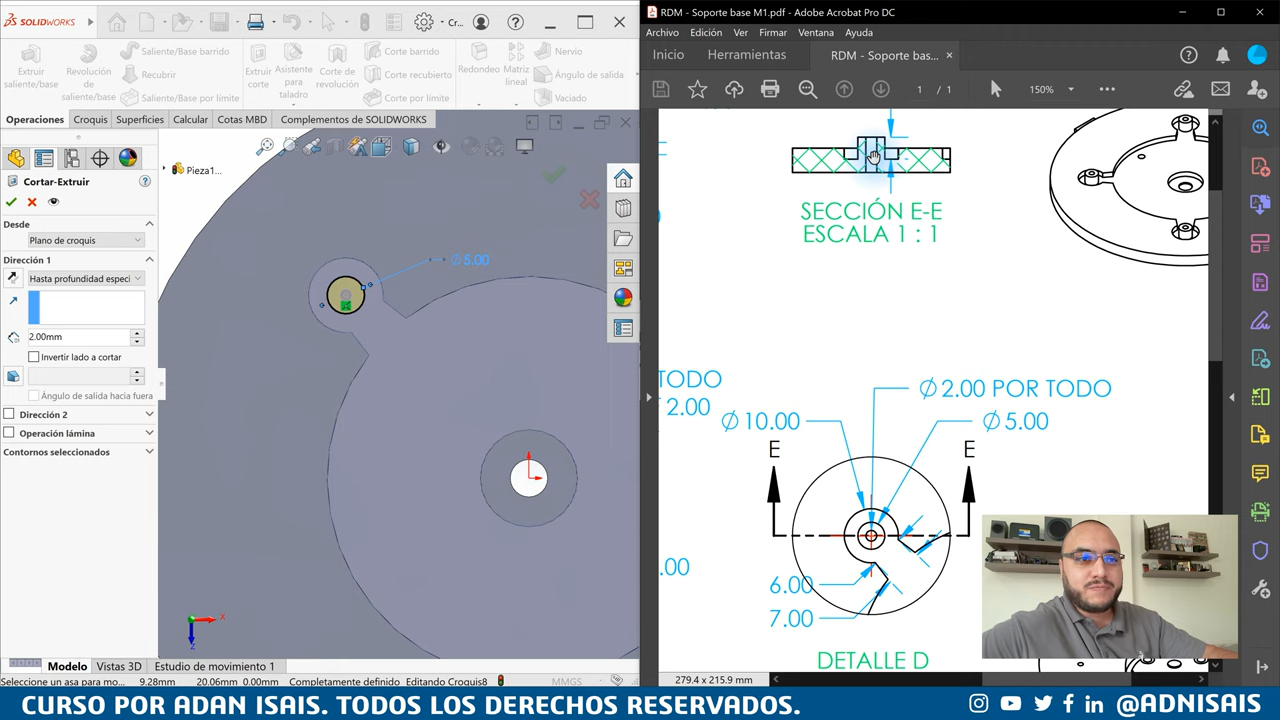 SOLIDWORKS
Cr...
Extruir saliente/base
Revolución de saliente/base
Saliente/Base barrido
Recubrir
Saliente/Base por límite
Extruir corte
Asistente para taladro
Corte de revolución
Corte barrido
Corte recubierto
Corte por límite
Redondeo
Matriz lineal
Nervio
Ángulo de salida
Vaciado
Operaciones
Croquis
Superficies
Calcular
Cotas MBD
Complementos de SOLIDWORKS
Pieza1...
Cortar-Extruir
Desde
Plano de croquis
Dirección 1
Hasta profundidad especi
2.00mm
Invertir lado a cortar
Ángulo de salida hacia fuera
Dirección 2
Operación lámina
Contornos seleccionados
∅5.00
X
Z
Modelo
Vistas 3D
Estudio de movimiento 1
Seleccione un asa para mo...
9.28mm
20.06mm
0.00mm
Completamente definido
Editando Croquis8
MMGS
RDM - Soporte base M1.pdf - Adobe Acrobat Pro DC
Archivo
Edición
Ver
Firmar
Ventana
Ayuda
Inicio
Herramientas
RDM - Soporte bas...
1 / 1
150%
SECCIÓN E-E
ESCALA 1 : 1
TODO
2.00
∅2.00 POR TODO
∅10.00
∅5.00
E
E
.00
6.00
7.00
DETALLE D
279.4 x 215.9 mm
CURSO POR ADAN ISAIS. TODOS LOS DERECHOS RESERVADOS.
@ADNISAIS